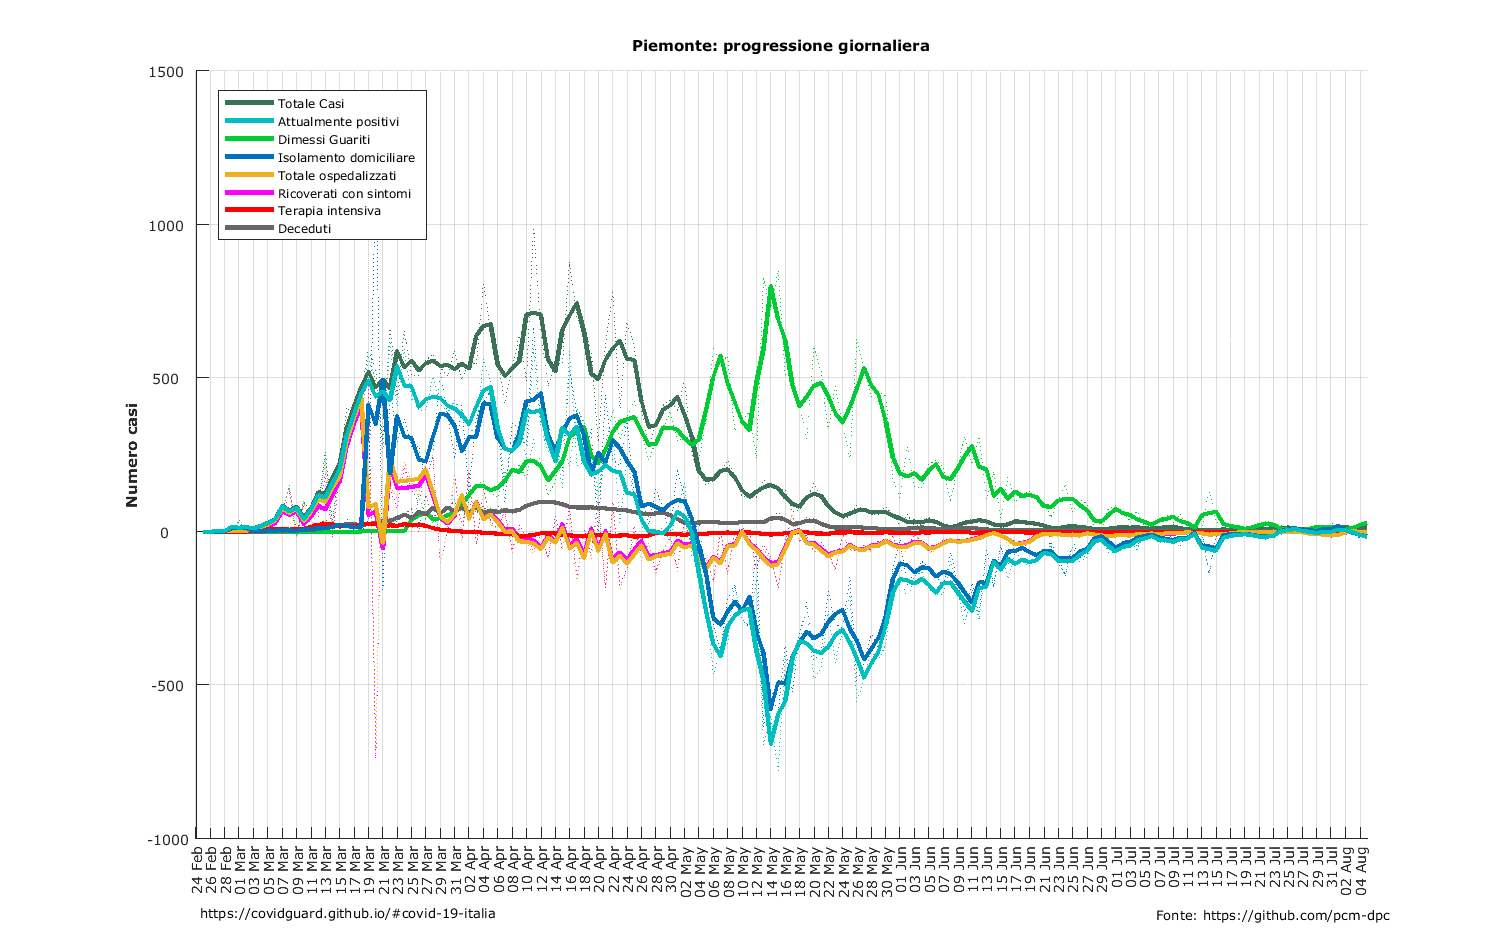 Piemonte: progressione giornaliera
1500
1000
500
0
-500
-1000
Numero casi
Totale Casi
Attualmente positivi
Dimessi Guariti
Isolamento domiciliare
Totale ospedalizzati
Ricoverati con sintomi
Terapia intensiva
Deceduti
24 Feb
26 Feb
28 Feb
01 Mar
03 Mar
05 Mar
07 Mar
09 Mar
11 Mar
13 Mar
15 Mar
17 Mar
19 Mar
21 Mar
23 Mar
25 Mar
27 Mar
29 Mar
31 Mar
02 Apr
04 Apr
06 Apr
08 Apr
10 Apr
12 Apr
14 Apr
16 Apr
18 Apr
20 Apr
22 Apr
24 Apr
26 Apr
28 Apr
30 Apr
02 May
04 May
06 May
08 May
10 May
12 May
14 May
16 May
18 May
20 May
22 May
24 May
26 May
28 May
30 May
01 Jun
03 Jun
05 Jun
07 Jun
09 Jun
11 Jun
13 Jun
15 Jun
17 Jun
19 Jun
21 Jun
23 Jun
25 Jun
27 Jun
29 Jun
01 Jul
03 Jul
05 Jul
07 Jul
09 Jul
11 Jul
13 Jul
15 Jul
17 Jul
19 Jul
21 Jul
23 Jul
25 Jul
27 Jul
29 Jul
31 Jul
02 Aug
04 Aug
https://covidguard.github.io/#covid-19-italia
Fonte: https://github.com/pcm-dpc